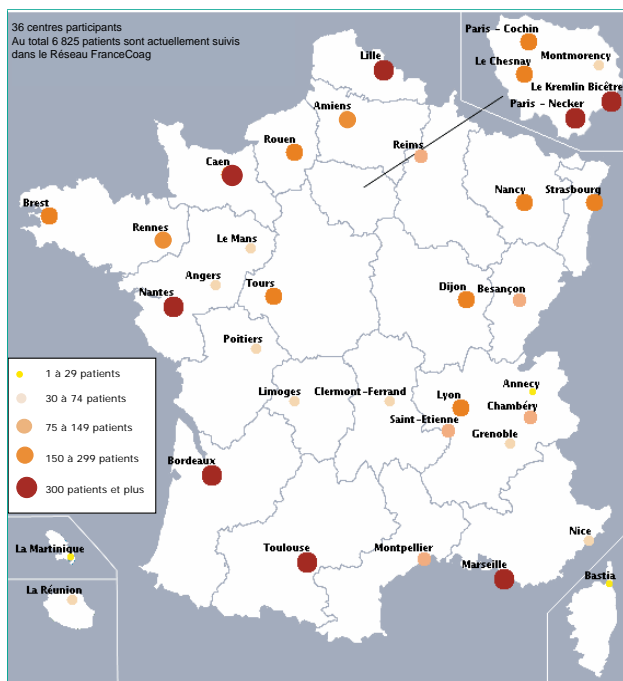 36 centres participants
Au total 6 825 patients sont actuellement suivis
dans le Réseau FranceCoag
Paris - Cochin
Montmorency
Le Chesnay
Le Kremlin Bicêtre
Paris - Necker
Lille
Amiens
Rouen
Reims
Caen
Nancy
Strasbourg
Brest
Rennes
Le Mans
Angers
Tours
Nantes
Dijon
Besançon
Poitiers
1 à 29 patients
30 à 74 patients
75 à 149 patients
150 à 299 patients
300 patients et plus
Limoges
Clermont-Ferrand
Annecy
Lyon
Chambéry
Saint-Etienne
Grenoble
Bordeaux
Toulouse
Montpellier
Marseille
Nice
La Martinique
La Réunion
Bastia